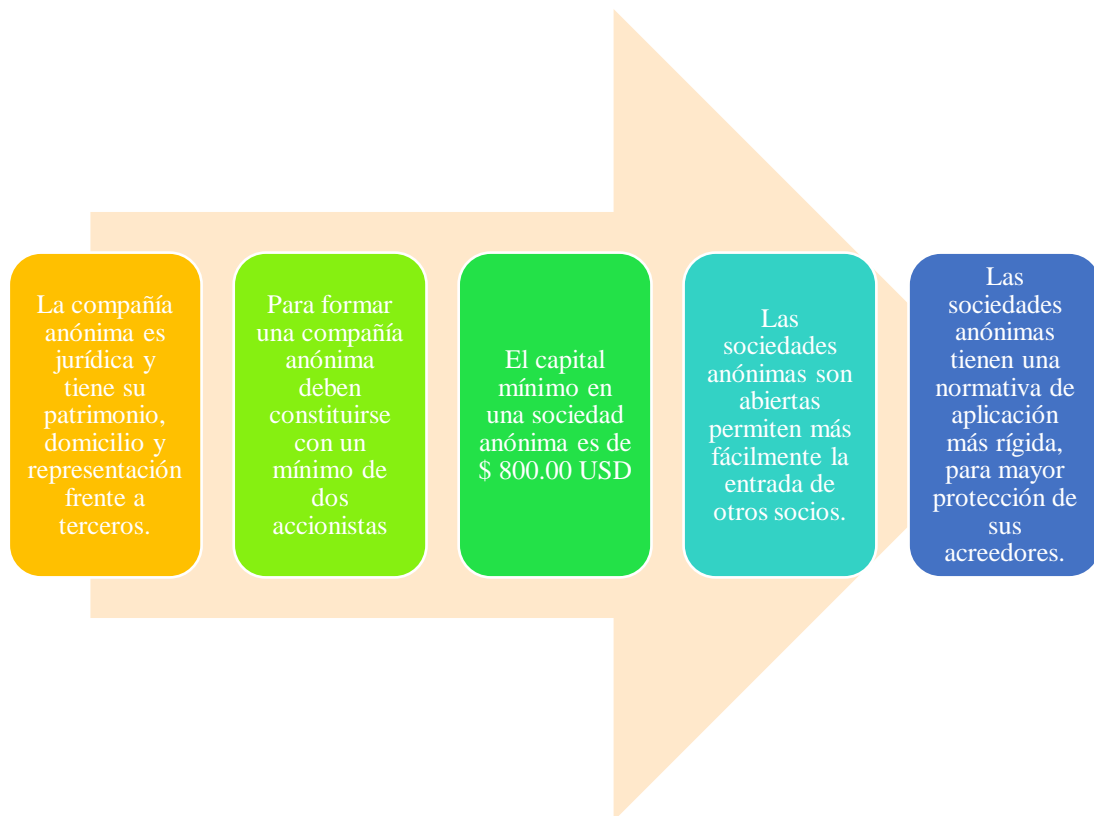 La compañía
anónima es
jurídica y
tiene su
patrimonio,
domicilio y
representación
frente a
terceros.
Para formar
una compañía
anónima
deben
constituirse
con un
mínimo de
dos
accionistas
El capital
mínimo en
una sociedad
anónima es de
$ 800.00 USD
Las
sociedades
anónimas son
abiertas
permiten más
fácilmente la
entrada de
otros socios.
Las
sociedades
anónimas
tienen una
normativa de
aplicación
más rígida,
para mayor
protección de
sus
acreedores.